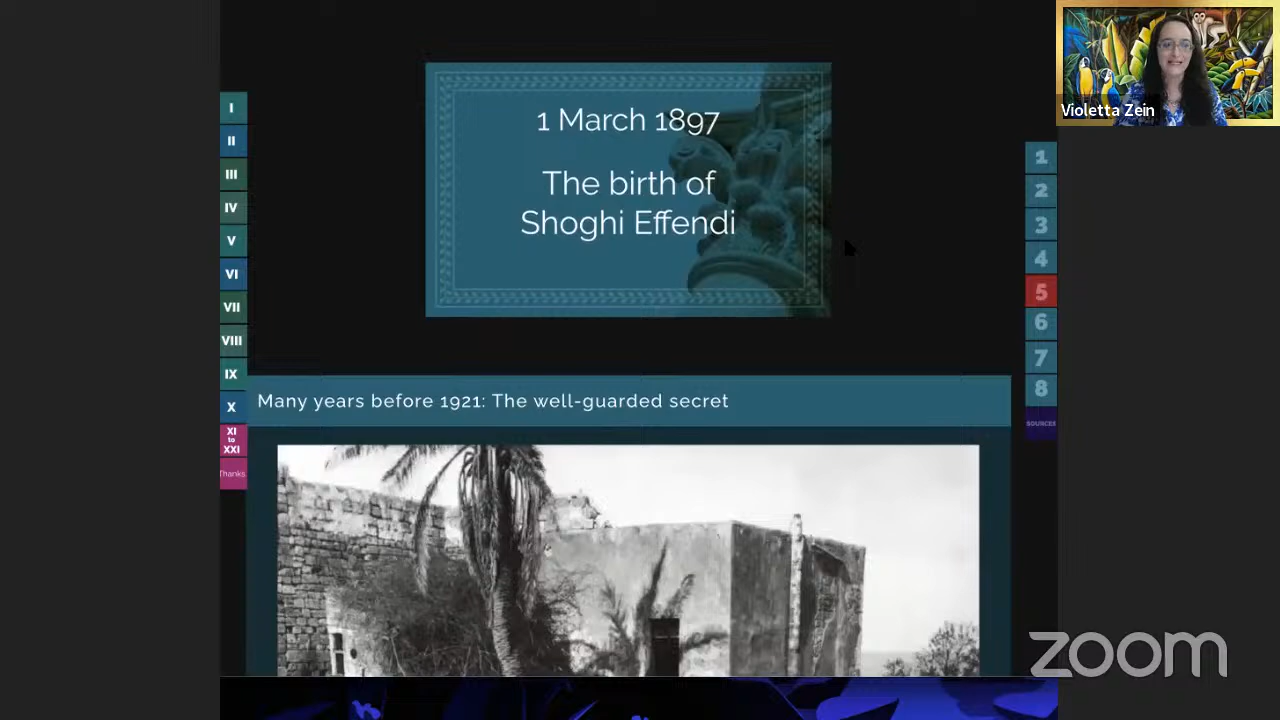 1 March 1897
The birth of
Shoghi Effendi
Violetta Zein
I
II
III
IV
V
VI
VII
VIII
IX
X
XI
to
XXI
Thanks
1
2
3
4
5
6
7
8
SOURCES
Many years before 1921: The well-guarded secret
zoom